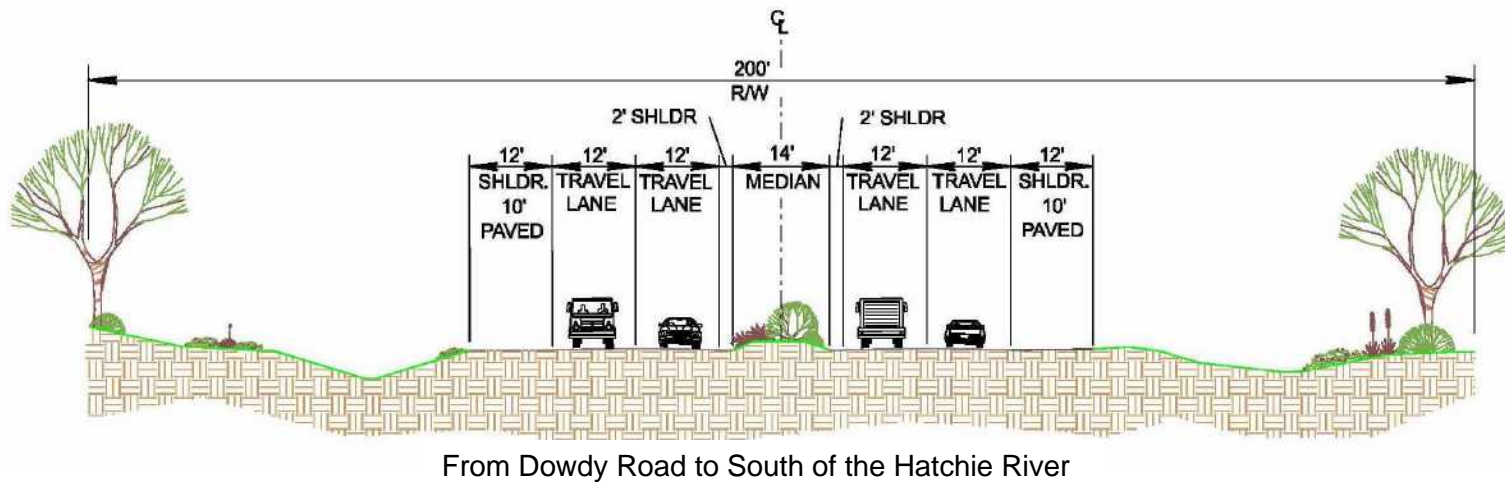 ℄
200'
R/W
2' SHLDR
2' SHLDR
12'
12'
12'
14'
12'
12'
12'
SHLDR.
10'
PAVED
TRAVEL
LANE
TRAVEL
LANE
MEDIAN
TRAVEL
LANE
TRAVEL
LANE
SHLDR.
10'
PAVED
From Dowdy Road to South of the Hatchie River